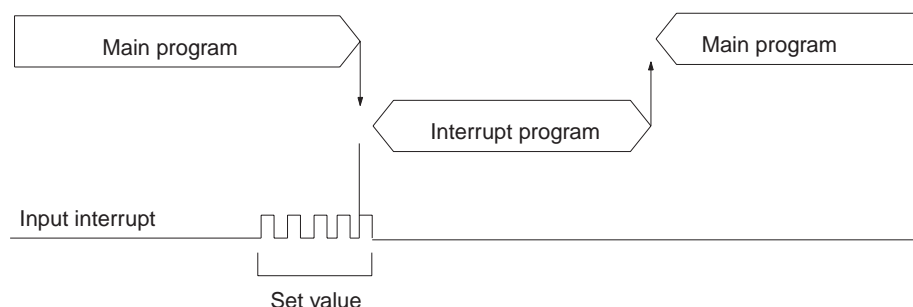 Main program
Main program
Interrupt program
Input interrupt
Set value